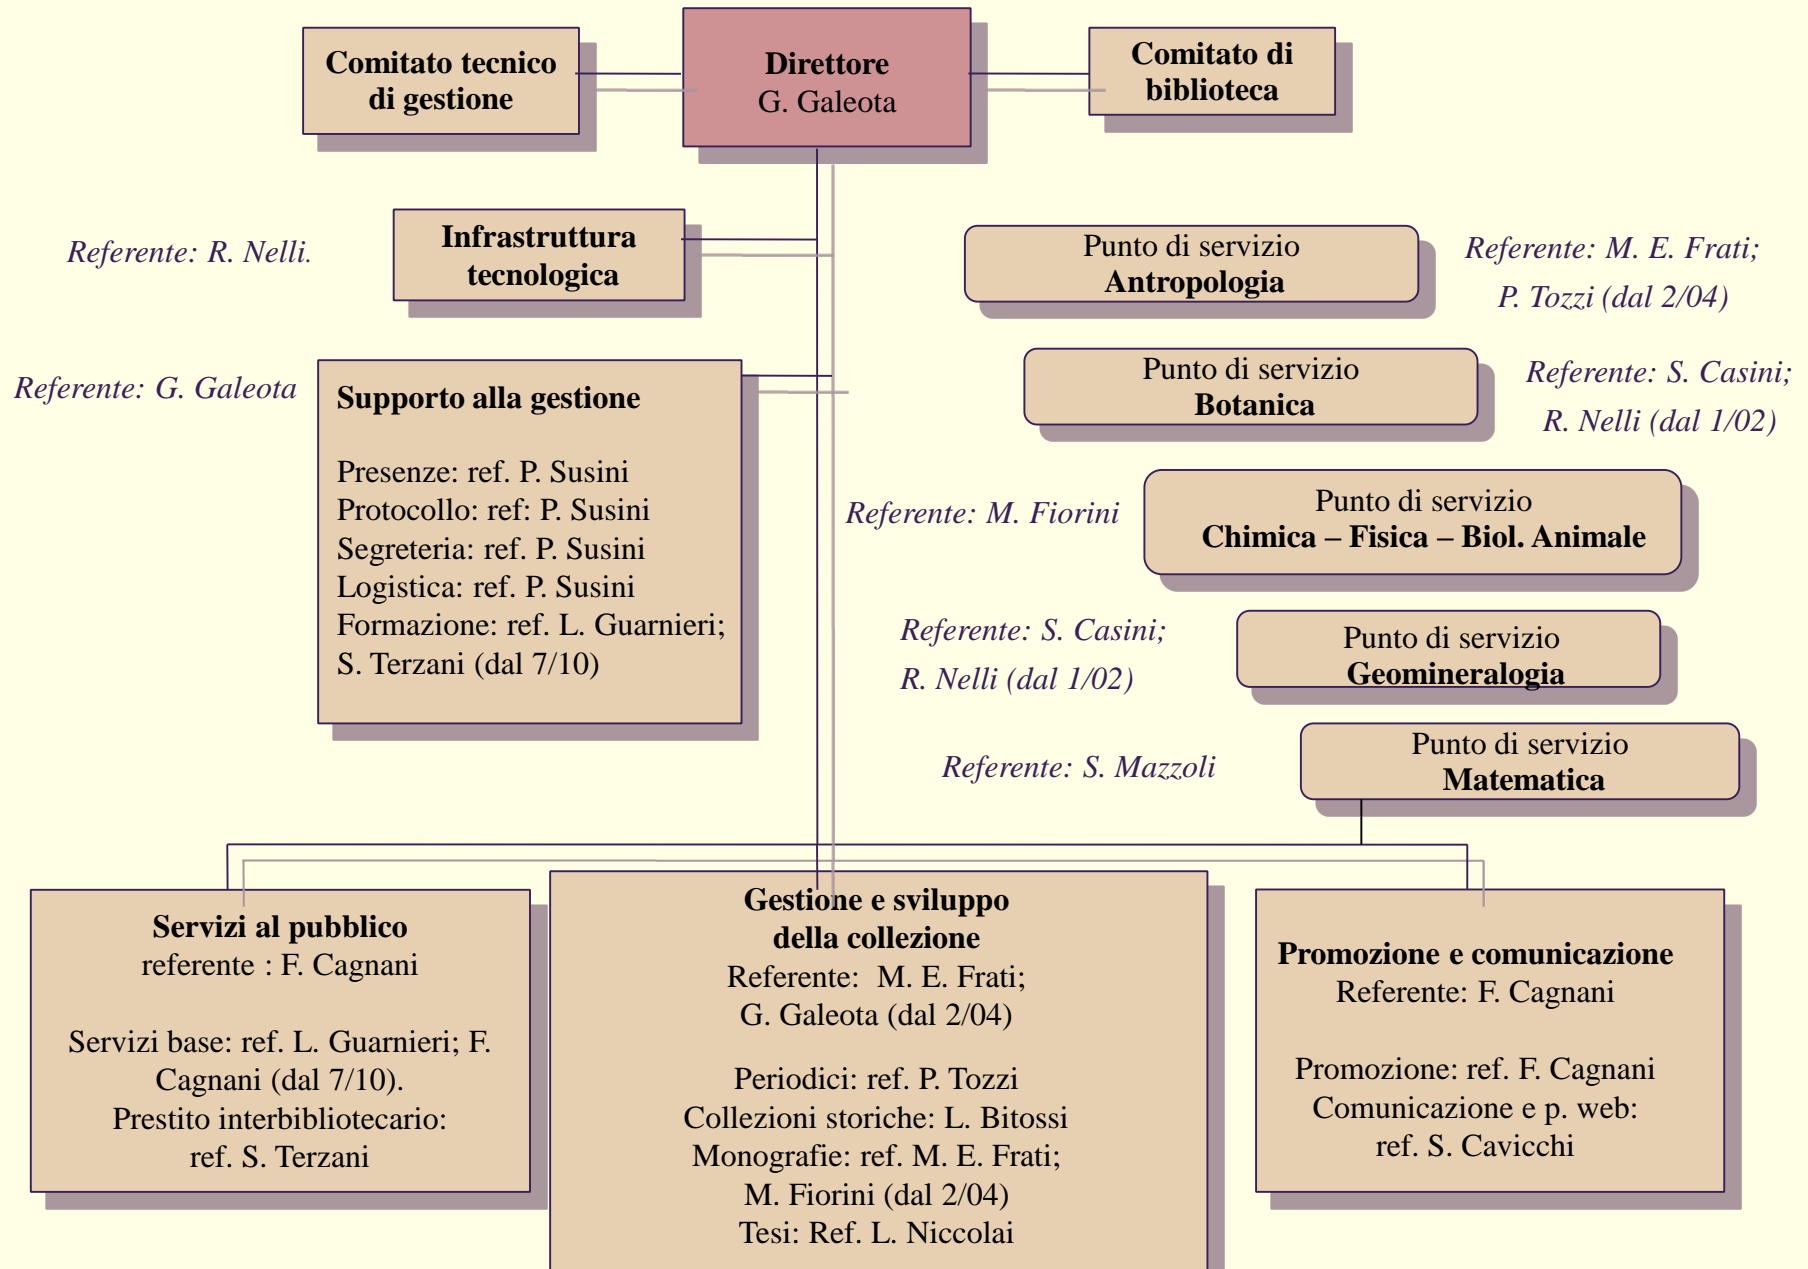 Comitato tecnico
di gestione
Direttore
G. Galeota
Comitato di
biblioteca
Referente: R. Nelli.
Infrastruttura
tecnologica
Punto di servizio
Antropologia
Referente: M. E. Frati;
P. Tozzi (dal 2/04)
Referente: G. Galeota
Supporto alla gestione
Presenze: ref. P. Susini
Protocollo: ref: P. Susini
Segreteria: ref. P. Susini
Logistica: ref. P. Susini
Formazione: ref. L. Guarnieri;
S. Terzani (dal 7/10)
Punto di servizio
Botanica
Referente: S. Casini;
R. Nelli (dal 1/02)
Referente: M. Fiorini
Punto di servizio
Chimica – Fisica – Biol. Animale
Referente: S. Casini;
R. Nelli (dal 1/02)
Punto di servizio
Geomineralogia
Referente: S. Mazzoli
Punto di servizio
Matematica
Servizi al pubblico
referente : F. Cagnani
Servizi base: ref. L. Guarnieri; F.
Cagnani (dal 7/10).
Prestito interbibliotecario:
ref. S. Terzani
Gestione e sviluppo
della collezione
Referente:  M. E. Frati;
G. Galeota (dal 2/04)
Periodici: ref. P. Tozzi
Collezioni storiche: L. Bitossi
Monografie: ref. M. E. Frati;
M. Fiorini (dal 2/04)
Tesi: Ref. L. Niccolai
Promozione e comunicazione
Referente: F. Cagnani
Promozione: ref. F. Cagnani
Comunicazione e p. web:
ref. S. Cavicchi